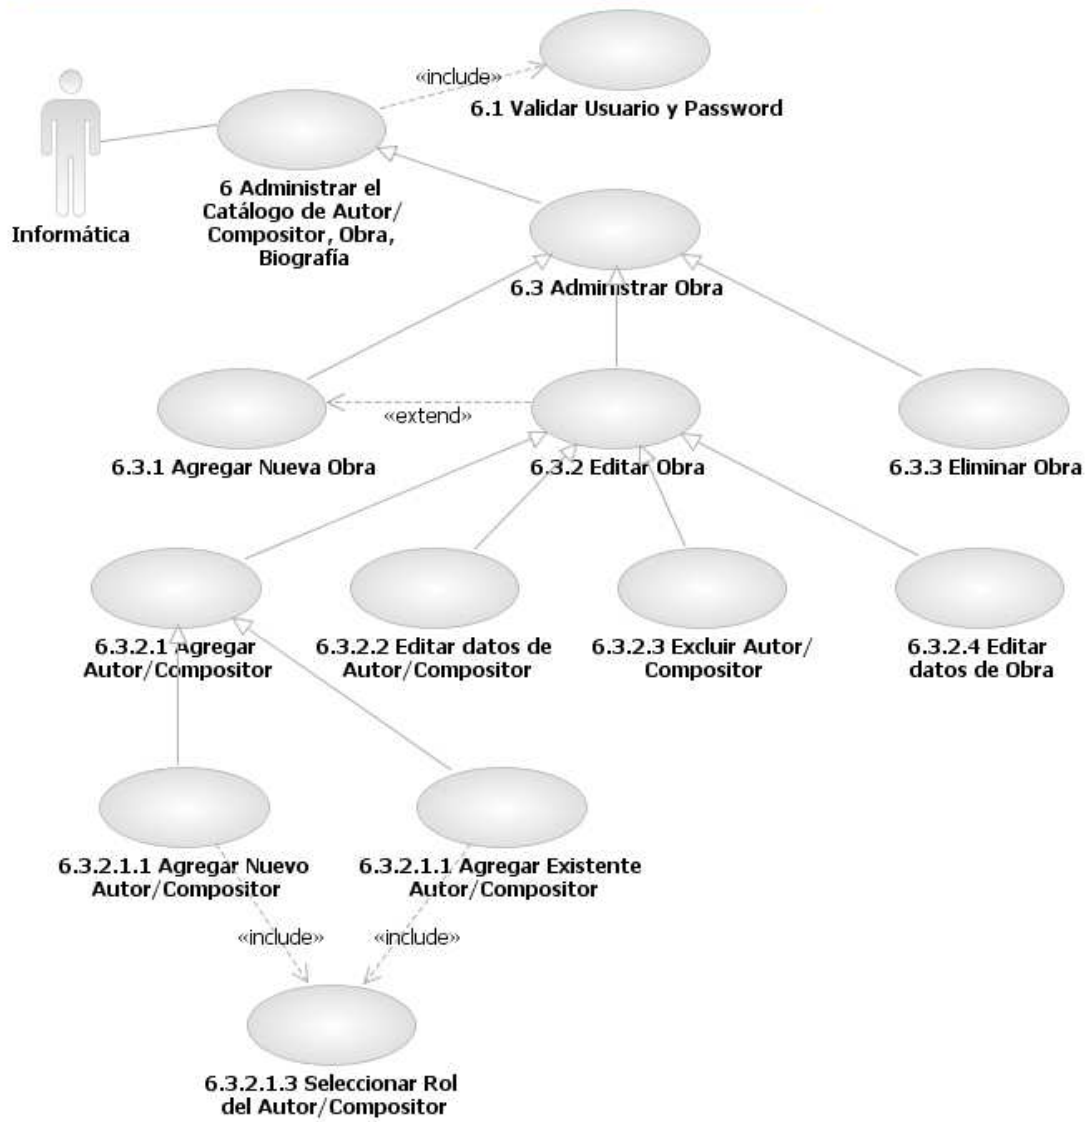 «include»
6.1 Validar Usuario y Password
6 Administrar el
Catálogo de Autor/
Compositor, Obra,
Biografía
Informática
6.3 Administrar Obra
«extend»
6.3.1 Agregar Nueva Obra
6.3.2 Editar Obra
6.3.3 Eliminar Obra
6.3.2.1 Agregar
Autor/Compositor
6.3.2.2 Editar datos de
Autor/Compositor
6.3.2.3 Excluir Autor/
Compositor
6.3.2.4 Editar
datos de Obra
6.3.2.1.1 Agregar Nuevo
Autor/Compositor
6.3.2.1.1 Agregar Existente
Autor/Compositor
«include»
«include»
6.3.2.1.3 Seleccionar Rol
del Autor/Compositor